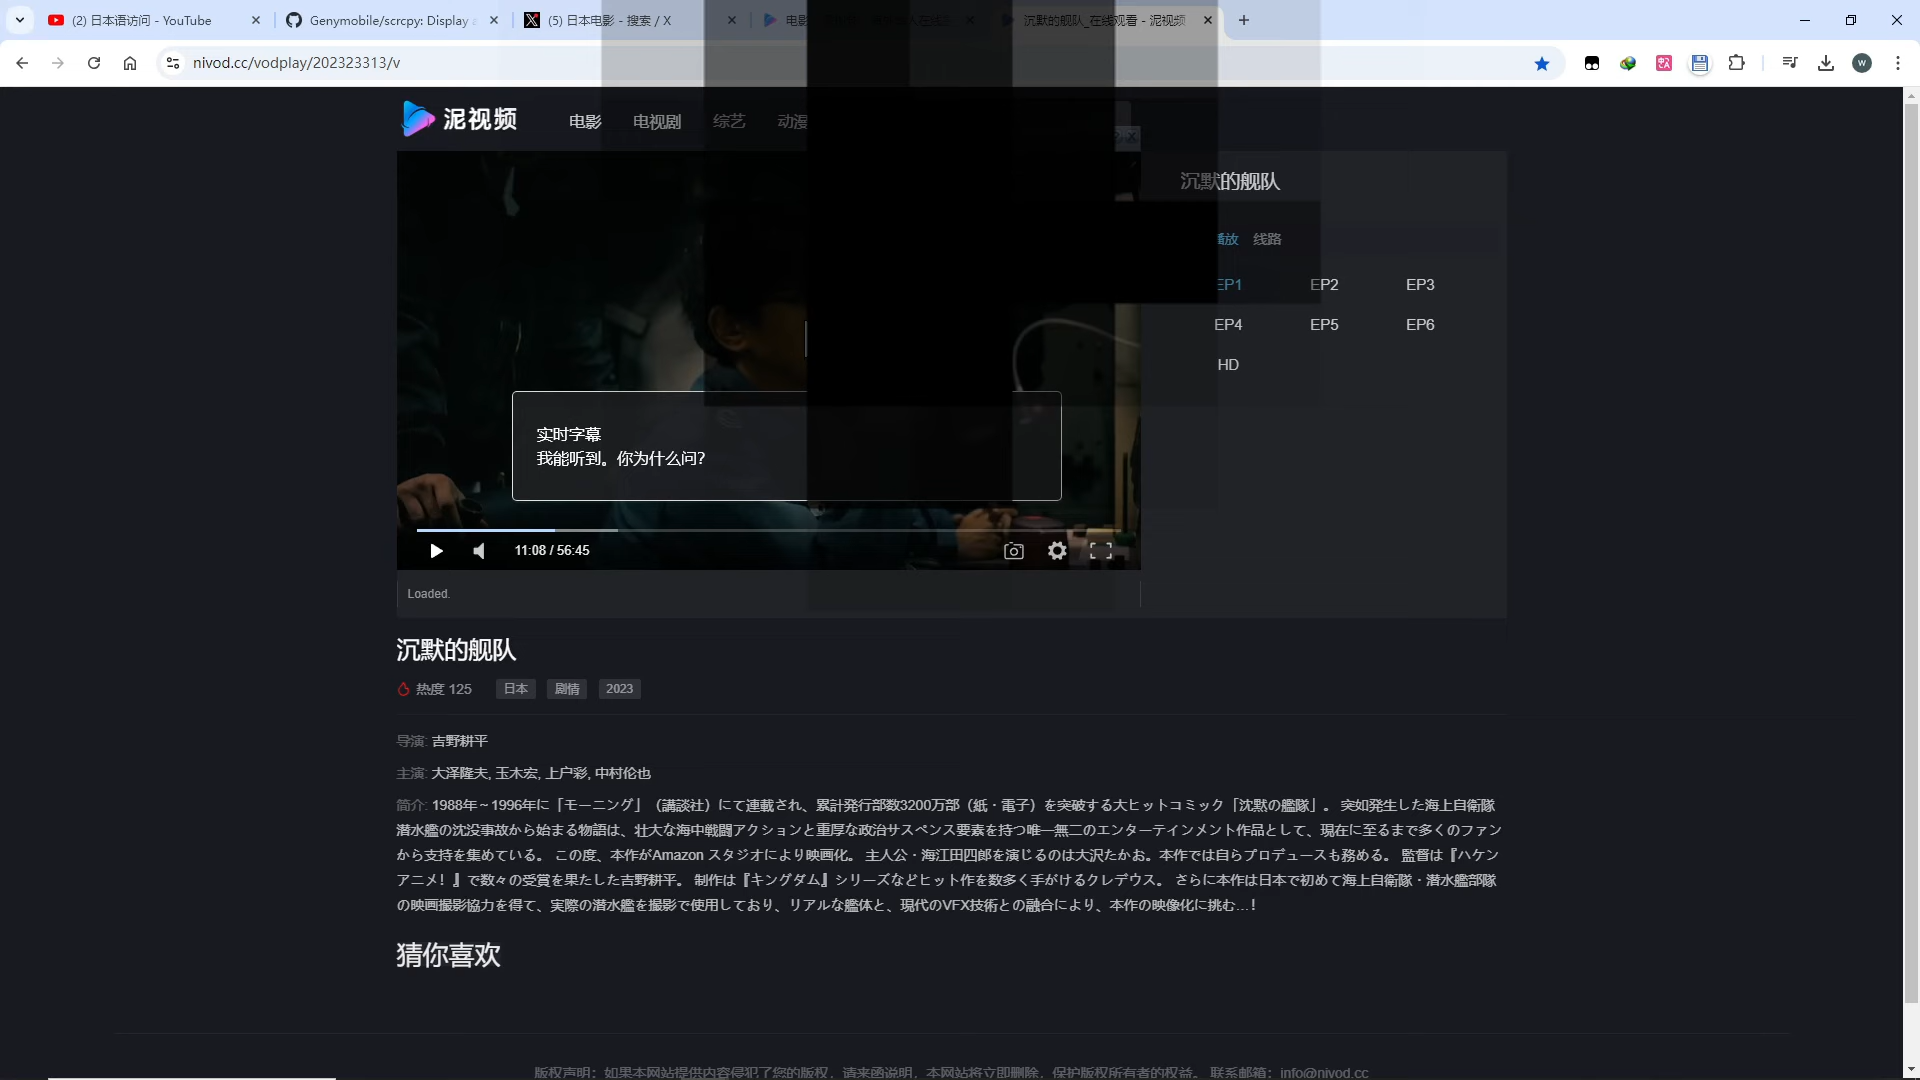 (2) 日本语访问 - YouTube
Genymobile/scrcpy: Display a
(5) 日本电影 - 搜索 / X
沉默的舰队_在线观看 - 泥视频
nivod.cc/vodplay/202323313/v
W
泥视频
电影
电视剧
综艺
动漫
沉默的舰队
播放
线路
EP1
EP2
EP3
EP4
EP5
EP6
HD
实时字幕
我能听到。你为什么问？
11:08 / 56:45
Loaded.
沉默的舰队
热度 125
日本
剧情
2023
导演: 吉野耕平
主演: 大泽隆夫, 玉木宏, 上户彩, 中村伦也
简介: 1988年～1996年に「モーニング」（講談社）にて連載され、累計発行部数3200万部（紙・電子）を突破する大ヒットコミック「沈黙の艦隊」。 突如発生した海上自衛隊
潜水艦の沈没事故から始まる物語は、壮大な海中戦闘アクションと重厚な政治サスペンス要素を持つ唯一無二のエンターテインメント作品として、現在に至るまで多くのファン
から支持を集めている。 この度、本作がAmazon スタジオにより映画化。 主人公・海江田四郎を演じるのは大沢たかお。本作では自らプロデュースも務める。 監督は『ハケン
アニメ！』で数々の受賞を果たした吉野耕平。 制作は『キングダム』シリーズなどヒット作を数多く手がけるクレデウス。 さらに本作は日本で初めて海上自衛隊・潜水艦部隊
の映画撮影協力を得て、実際の潜水艦を撮影で使用しており、リアルな艦体と、現代のVFX技術との融合により、本作の映像化に挑む…！
猜你喜欢
版权声明：如果本网站提供内容侵犯了您的版权，请来函说明，本网站将立即删除，保护版权所有者的权益。 联系邮箱：info@nivod.cc